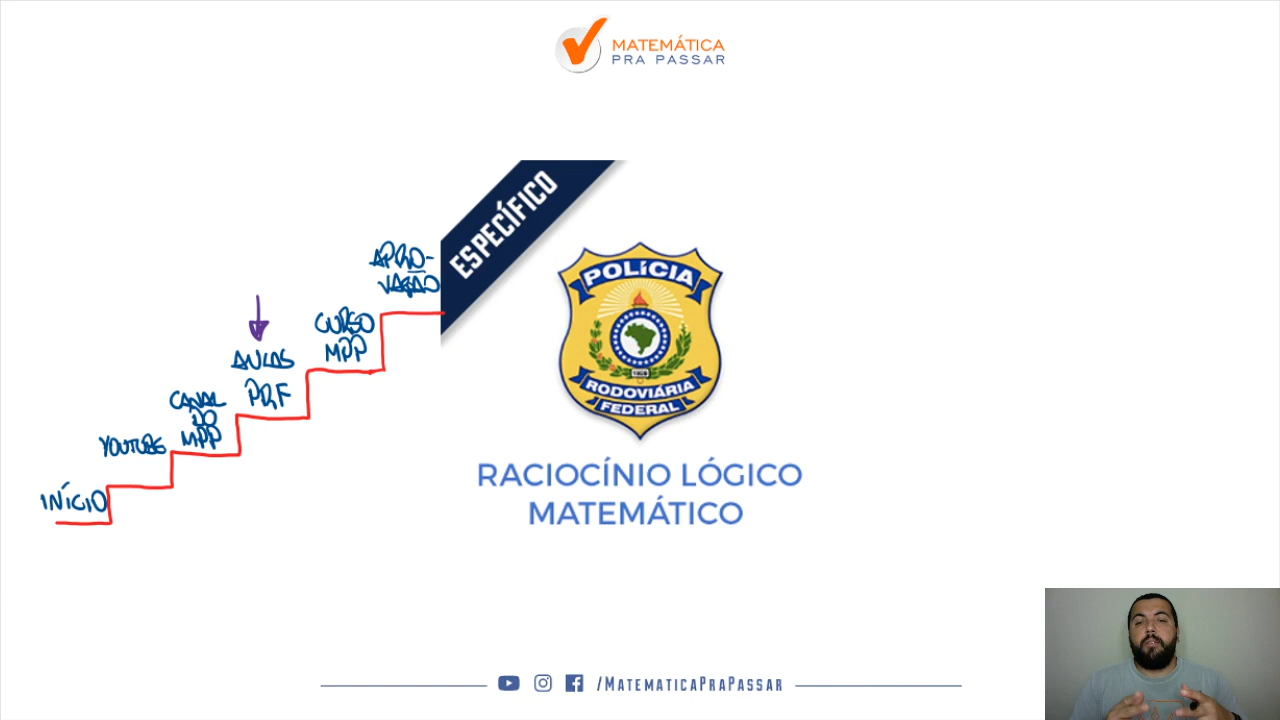 MATEMÁTICA
PRA PASSAR
ESPECÍFICO
APRO-
VAÇÃO
CURSO
MPP
AULAS
PRF
CANAL
DO
MPP
YOUTUBE
INÍCIO
POLÍCIA
1928
RODOVIÁRIA
FEDERAL
RACIOCÍNIO LÓGICO
MATEMÁTICO
/MATEMATICAPRAPASSAR